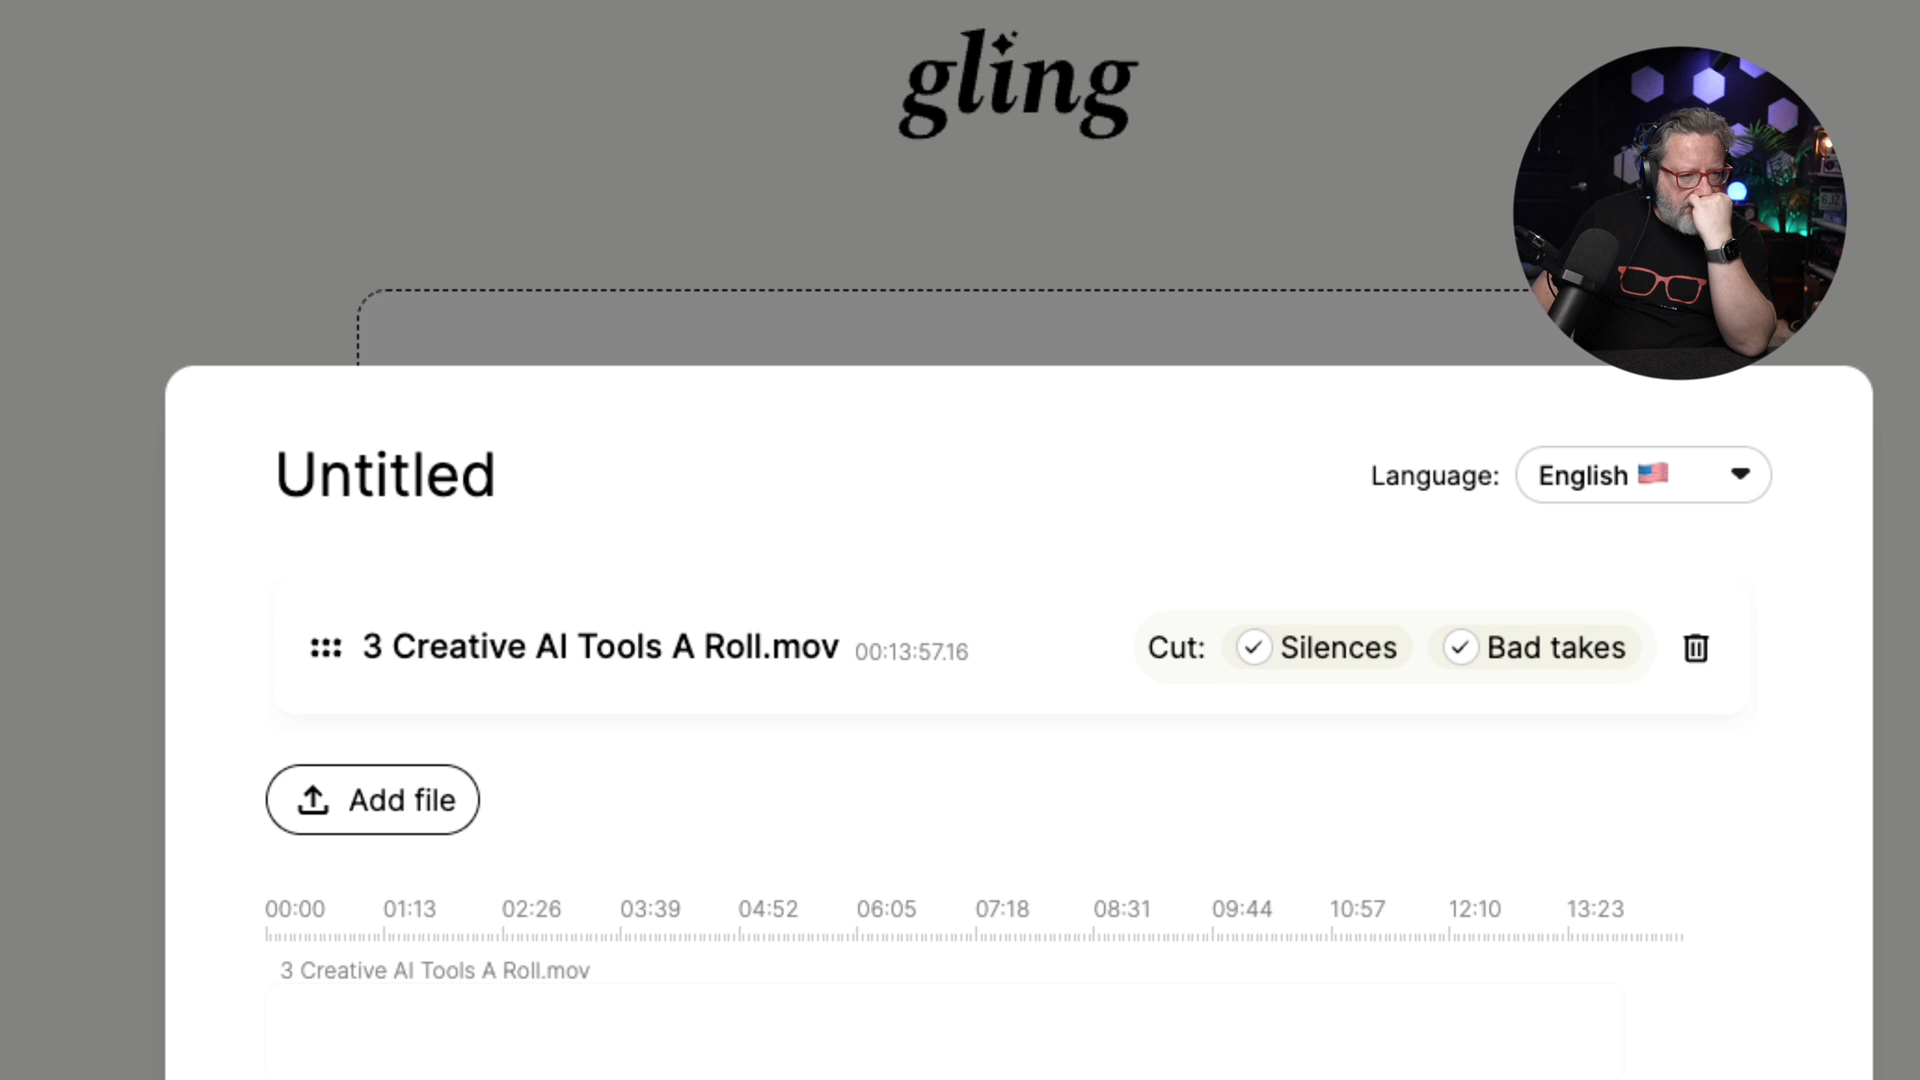 gling
Untitled
Language: English
3 Creative AI Tools A Roll.mov 00:13:57.16
Cut: Silences Bad takes
Add file
00:00 01:13 02:26 03:39 04:52 06:05 07:18 08:31 09:44 10:57 12:10 13:23
3 Creative AI Tools A Roll.mov